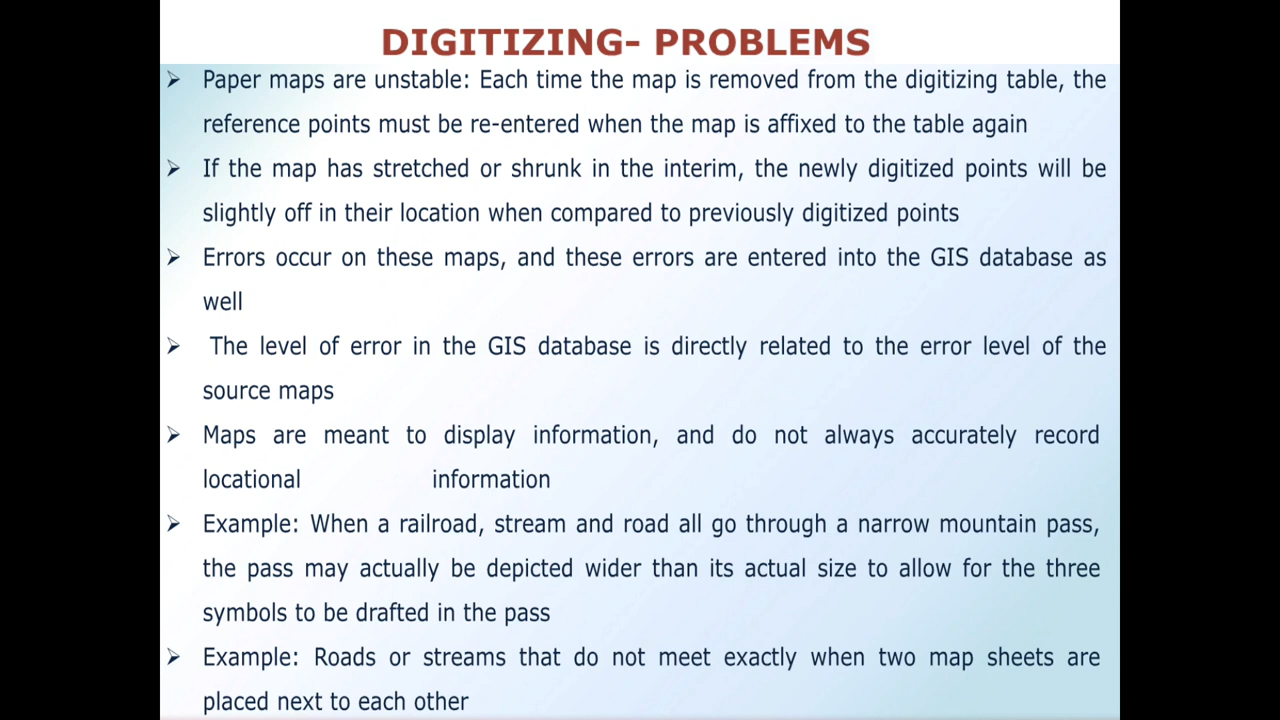 DIGITIZING- PROBLEMS
➢ Paper maps are unstable: Each time the map is removed from the digitizing table, the
reference points must be re-entered when the map is affixed to the table again
➢ If the map has stretched or shrunk in the interim, the newly digitized points will be
slightly off in their location when compared to previously digitized points
➢ Errors occur on these maps, and these errors are entered into the GIS database as
well
➢ The level of error in the GIS database is directly related to the error level of the
source maps
➢ Maps are meant to display information, and do not always accurately record
locational information
➢ Example: When a railroad, stream and road all go through a narrow mountain pass,
the pass may actually be depicted wider than its actual size to allow for the three
symbols to be drafted in the pass
➢ Example: Roads or streams that do not meet exactly when two map sheets are
placed next to each other